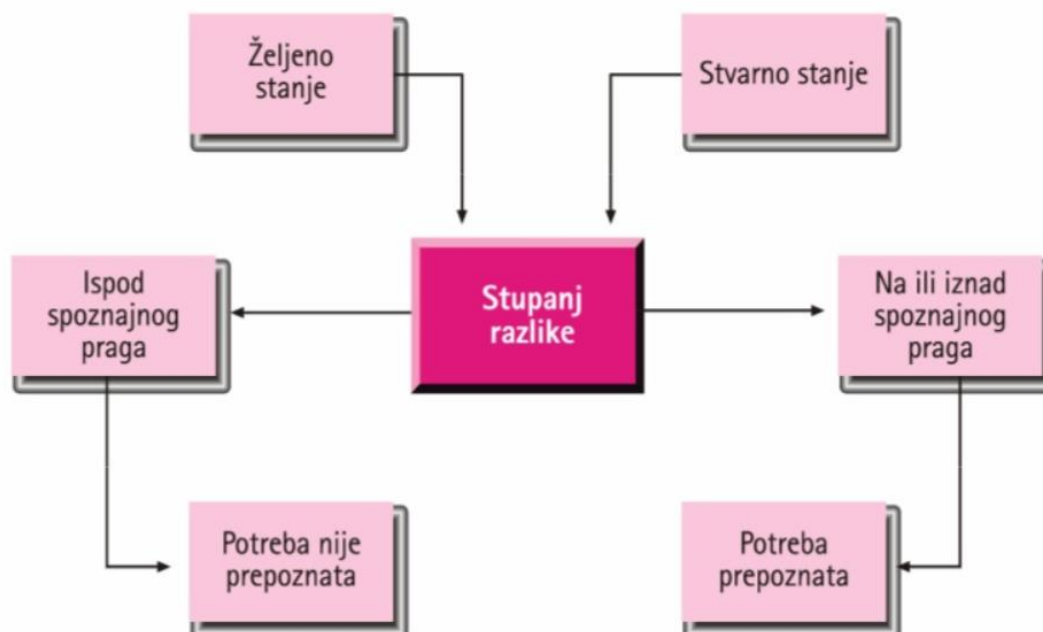 Željeno
stanje
Stvarno stanje
Ispod
spoznajnog
praga
Stupanj
razlike
Na ili iznad
spoznajnog
praga
Potreba nije
prepoznata
Potreba
prepoznata